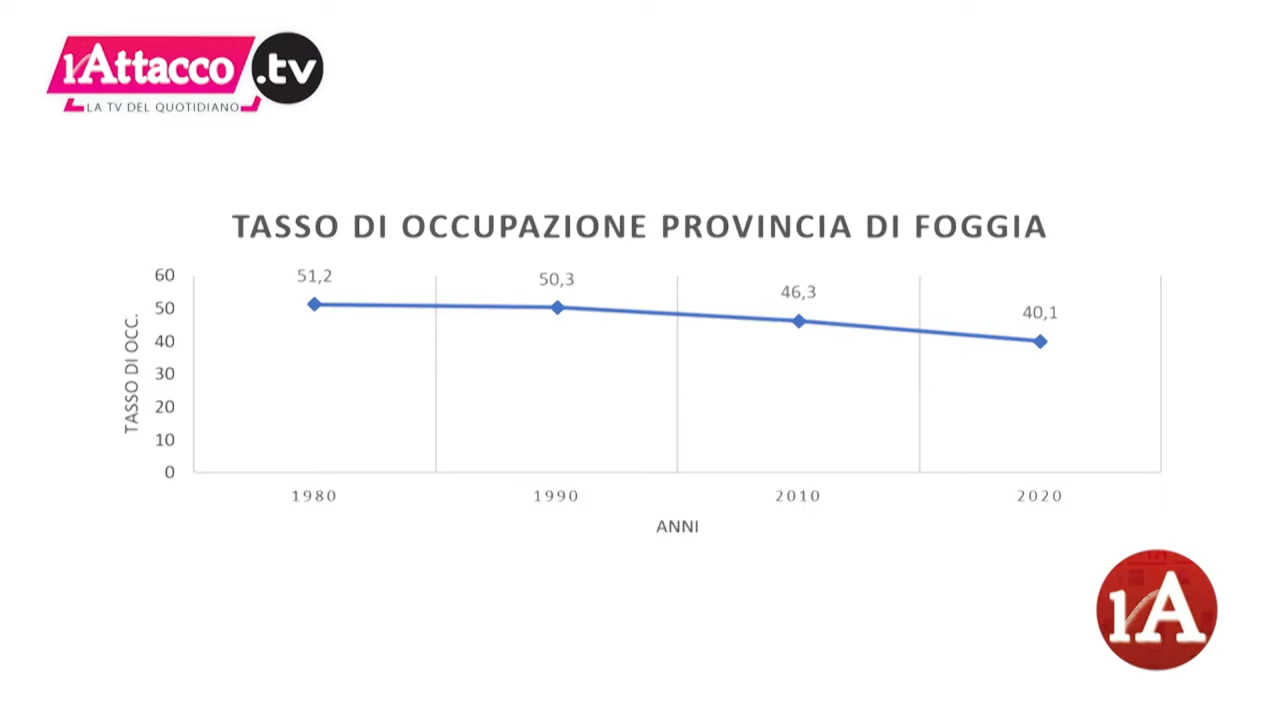 lAttacco.tv
LA TV DEL QUOTIDIANO
TASSO DI OCCUPAZIONE PROVINCIA DI FOGGIA
51,2
50,3
46,3
40,1
60
50
40
30
20
10
0
TASSO DI OCC.
1980
1990
2010
2020
ANNI
lA